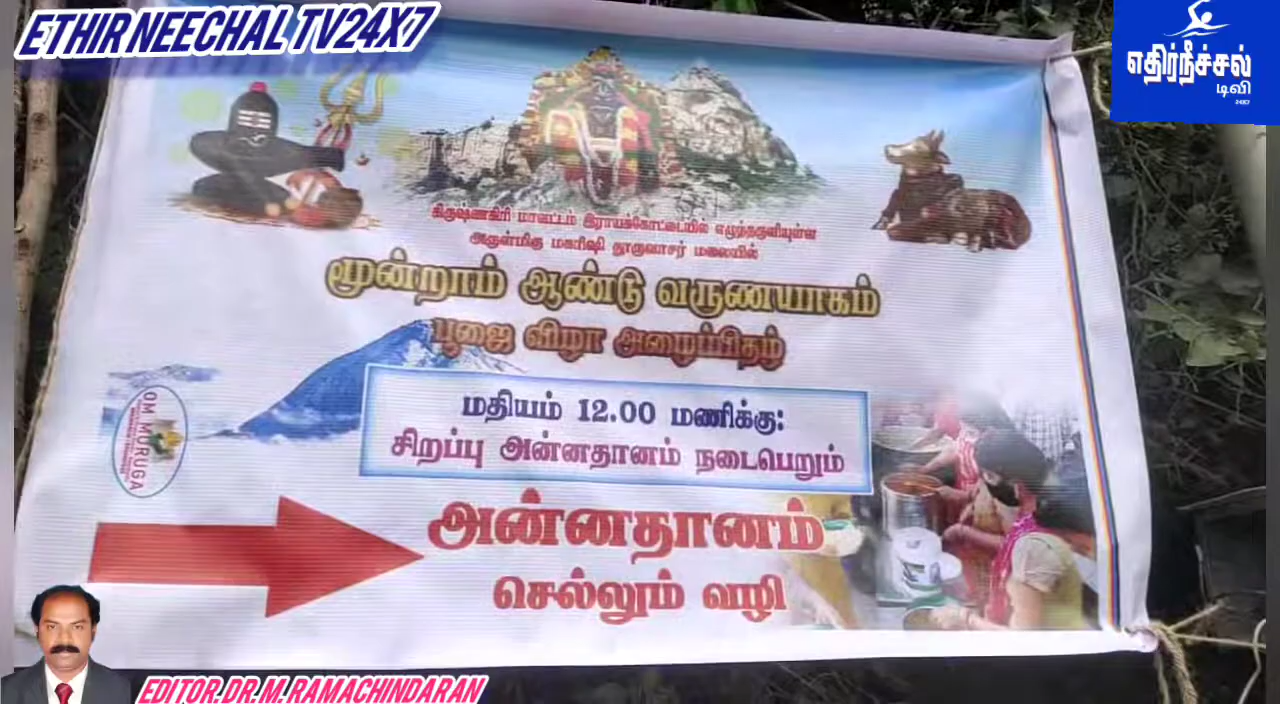 ETHIR NEECHAL TV24X7
எதிர்நீச்சல்
டிவி
24X7
கிருஷ்ணகிரி மாவட்டம் இராயக்கோட்டையில் எழுந்தருளியுள்ள
அருள்மிகு மகரிஷி தூருவாசர் மலையில்
மூன்றாம் ஆண்டு வருணயாகம்
பூஜை விழா அழைப்பிதழ்
மதியம் 12.00 மணிக்கு:
சிறப்பு அன்னதானம் நடைபெறும்
OM MURUGA
அன்னதானம்
செல்லும் வழி
EDITOR.DR.M.RAMACHINDARAN